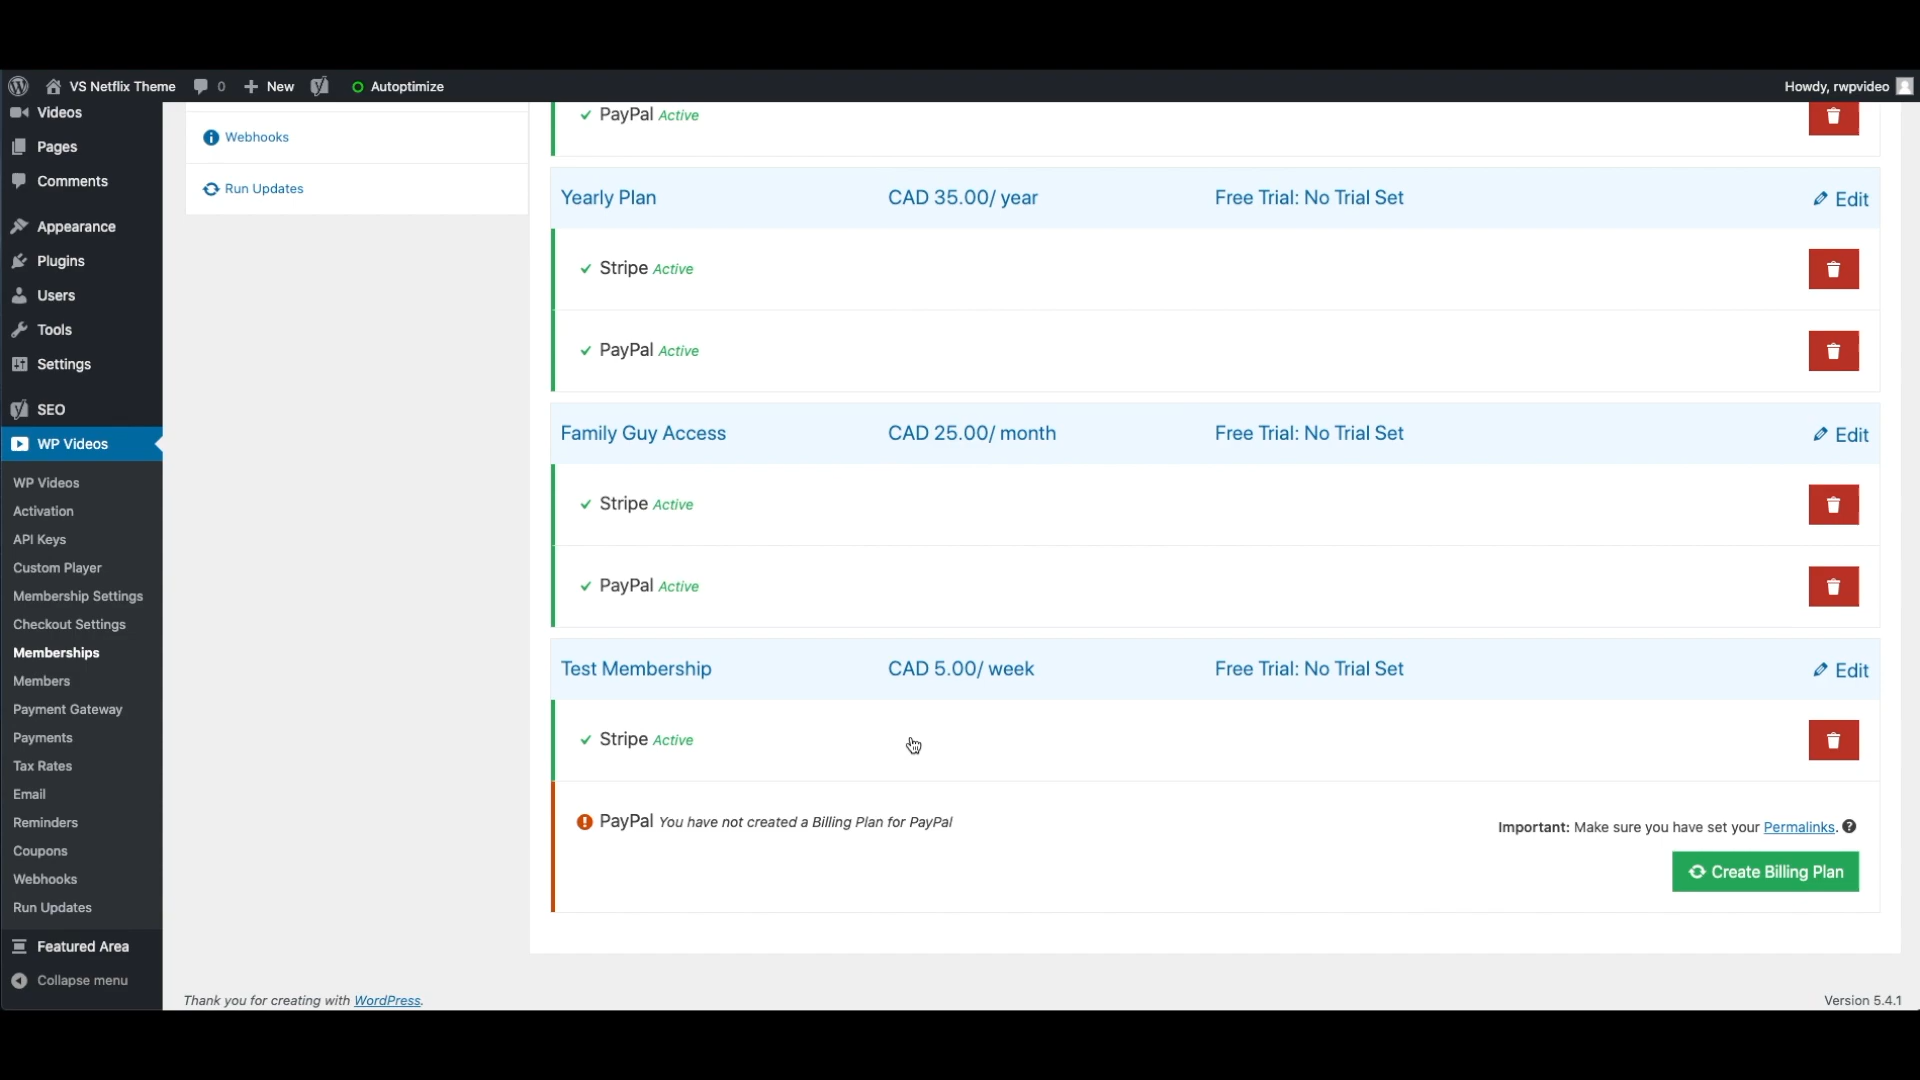 VS Netflix Theme 0 New Autoptimize Howdy, rwpvideo
Videos
Pages
Comments
Appearance
Plugins
Users
Tools
Settings
SEO
WP Videos
WP Videos
Activation
API Keys
Custom Player
Membership Settings
Checkout Settings
Memberships
Members
Payment Gateway
Payments
Tax Rates
Email
Reminders
Coupons
Webhooks
Run Updates
Featured Area
Collapse menu
Webhooks
Run Updates
PayPal Active
Yearly Plan CAD 35.00/ year Free Trial: No Trial Set Edit
Stripe Active
PayPal Active
Family Guy Access CAD 25.00/ month Free Trial: No Trial Set Edit
Stripe Active
PayPal Active
Test Membership CAD 5.00/ week Free Trial: No Trial Set Edit
Stripe Active
PayPal You have not created a Billing Plan for PayPal
Important: Make sure you have set your Permalinks.
Create Billing Plan
Thank you for creating with WordPress. Version 5.4.1